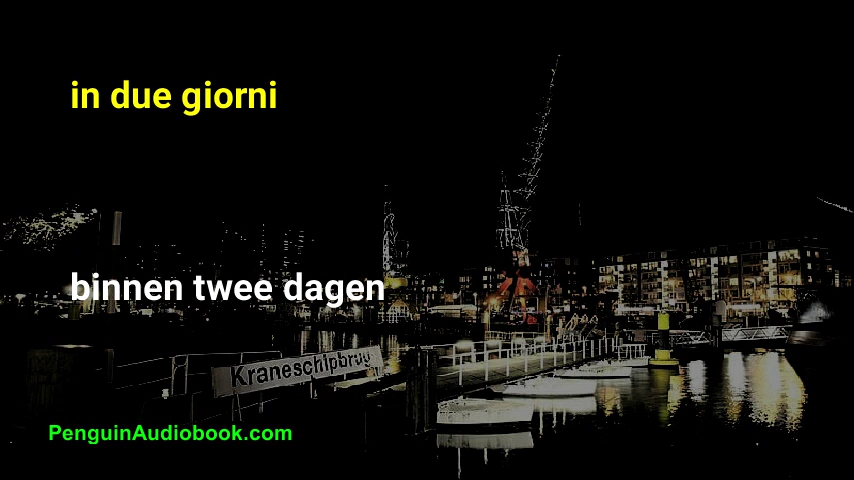 in due giorni
binnen twee dagen
Kraneschipbrug
PenguinAudiobook.com